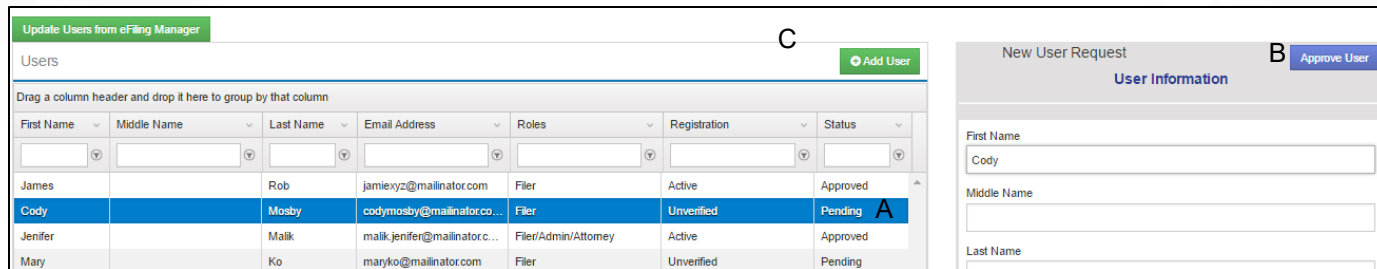 Update Users from eFiling Manager
C
Users
Add User
Drag a column header and drop it here to group by that column
First Name Middle Name Last Name Email Address Roles Registration Status
James Rob jamiexyz@mailinator.com Filer Active Approved
Cody Mosby codymosby@mailinator.co... Filer Unverified Pending A
Jenifer Malik malik.jenifer@mailinator.c... Filer/Admin/Attorney Active Approved
Mary Ko maryko@mailinator.com Filer Unverified Pending
New User Request B Approve User
User Information
First Name
Cody
Middle Name
Last Name